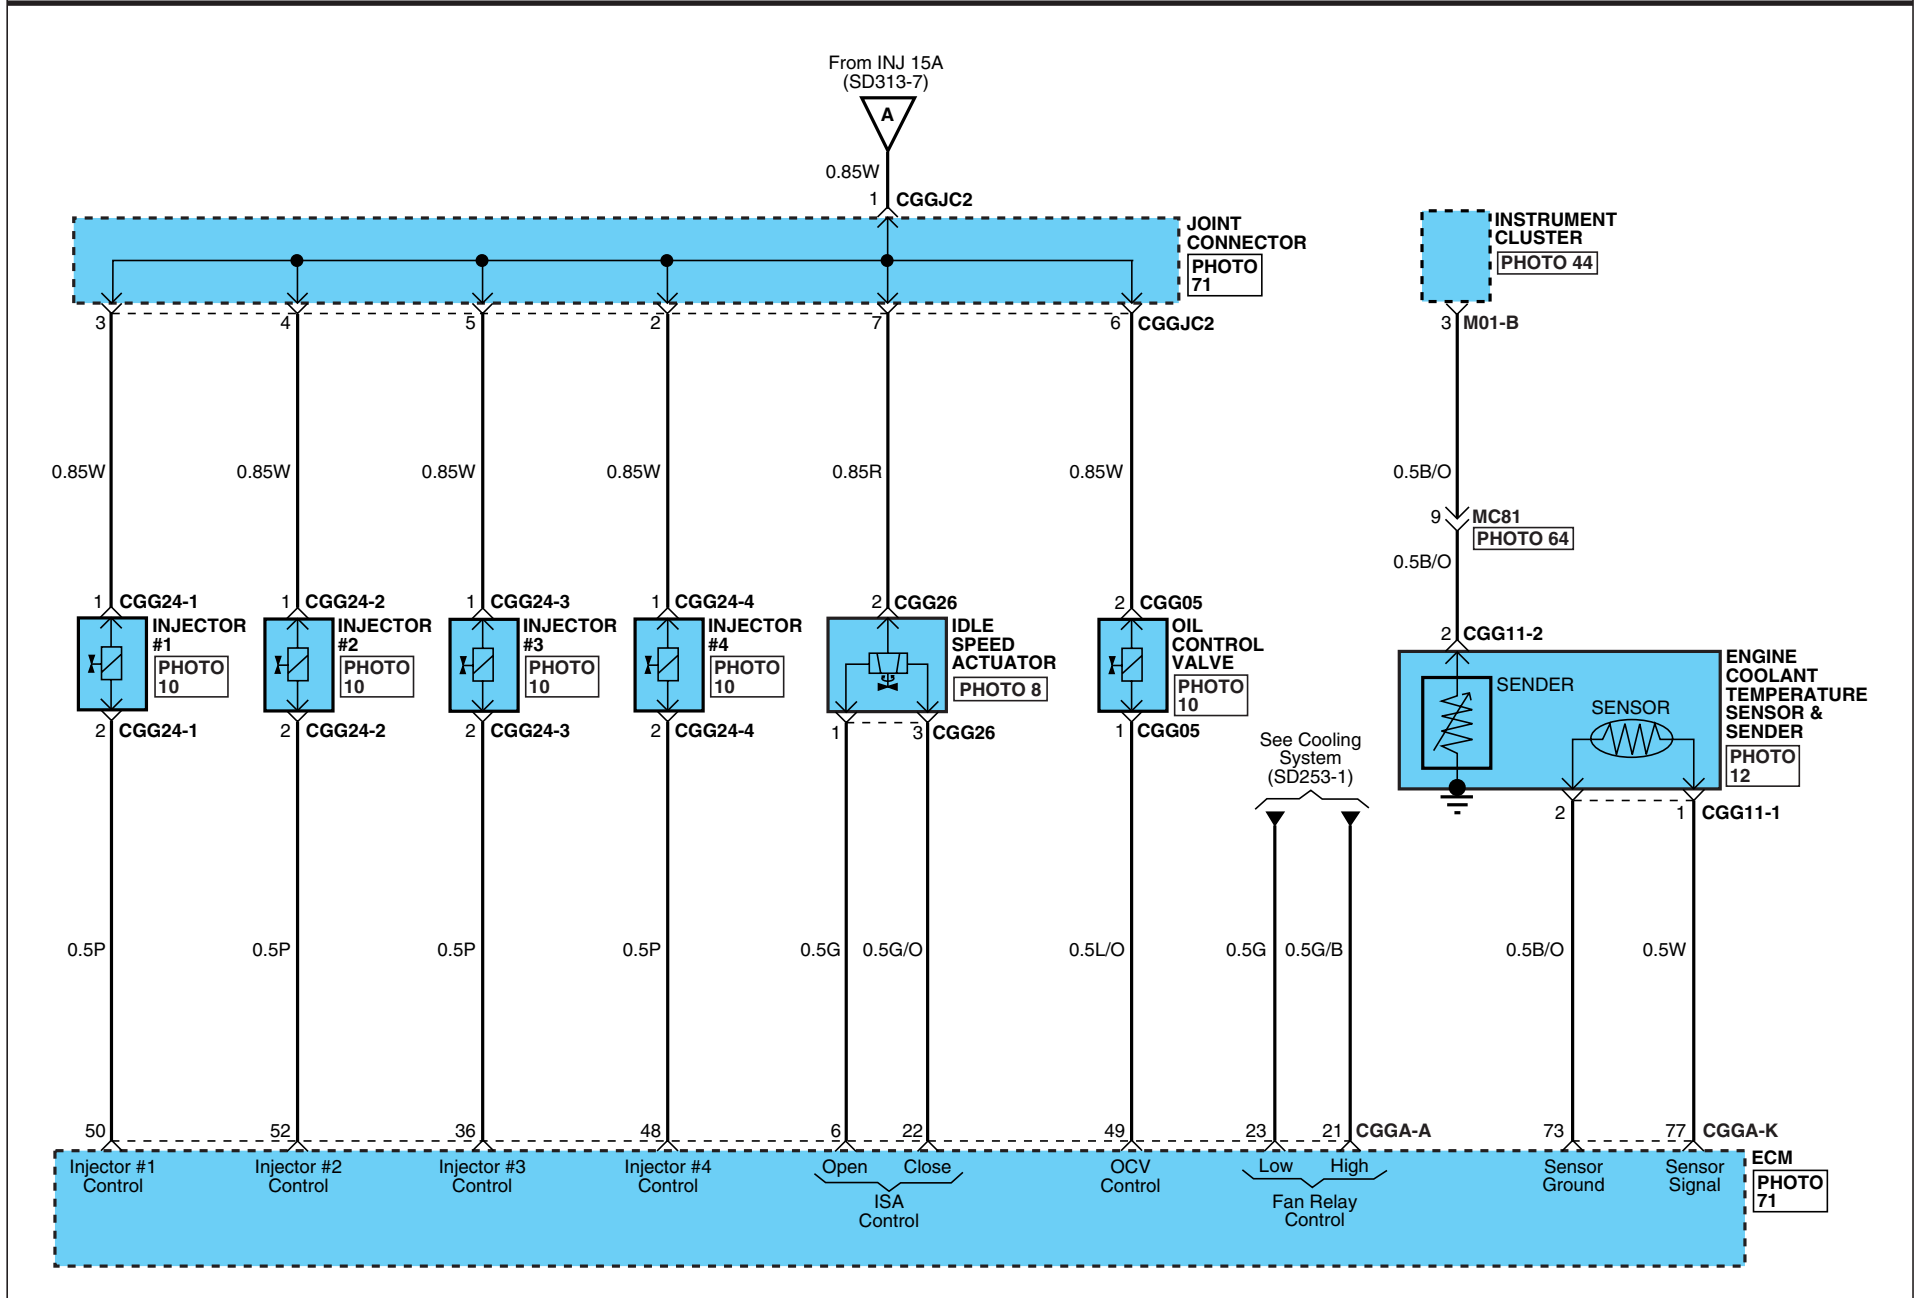 From INJ 15A
(SD313-7)
A
0.85W
1 CGGJC2
JOINT
CONNECTOR
PHOTO
71
INSTRUMENT
CLUSTER
PHOTO 44
3 4 5 2 7 6 CGGJC2
3 M01-B
0.85W 0.85W 0.85W 0.85W 0.85R 0.85W 0.5B/O
9 MC81
PHOTO 64
0.5B/O
1 CGG24-1
INJECTOR
#1
PHOTO
10
2 CGG24-1
1 CGG24-2
INJECTOR
#2
PHOTO
10
2 CGG24-2
1 CGG24-3
INJECTOR
#3
PHOTO
10
2 CGG24-3
1 CGG24-4
INJECTOR
#4
PHOTO
10
2 CGG24-4
2 CGG26
IDLE
SPEED
ACTUATOR
PHOTO 8
1 3 CGG26
2 CGG05
OIL
CONTROL
VALVE
PHOTO
10
1 CGG05
2 CGG11-2
SENDER
SENSOR
ENGINE
COOLANT
TEMPERATURE
SENSOR &
SENDER
PHOTO
12
2 1 CGG11-1
See Cooling
System
(SD253-1)
0.5P 0.5P 0.5P 0.5P 0.5G 0.5G/O 0.5L/O 0.5G 0.5G/B 0.5B/O 0.5W
50 52 36 48 6 22 49 23 21 CGGA-A 73 77 CGGA-K
Injector #1
Control
Injector #2
Control
Injector #3
Control
Injector #4
Control
Open Close
ISA
Control
OCV
Control
Low High
Fan Relay
Control
Sensor
Ground
Sensor
Signal
ECM
PHOTO
71